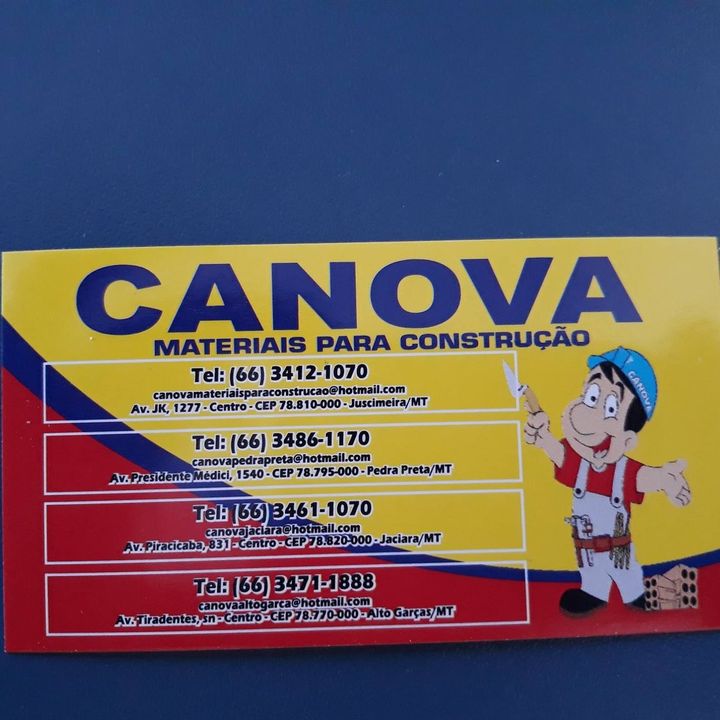 CANOVA
MATERIAIS PARA CONSTRUÇÃO
Tel: (66) 3412-1070
canovamateriaisparaconstrucao@hotmail.com
Av. JK, 1277 - Centro - CEP 78.810-000 - Juscimeira/MT
Tel: (66) 3486-1170
canovapedrapreta@hotmail.com
Av. Presidente Médici, 1540 - CEP 78.795-000 - Pedra Preta/MT
Tel: (66) 3461-1070
canovajaciara@hotmail.com
Av. Piracicaba, 831 - Centro - CEP 78.820-000 - Jaciara/MT
Tel: (66) 3471-1888
canovaaltogarca@hotmail.com
Av. Tiradentes, sn - Centro - CEP 78.770-000 - Alto Garças/MT
CANOVA